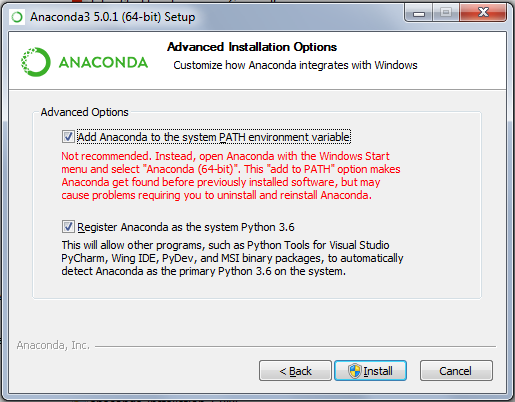 Anaconda3 5.0.1 (64-bit) Setup
ANACONDA
Advanced Installation Options
Customize how Anaconda integrates with Windows
Advanced Options
Add Anaconda to the system PATH environment variable
Not recommended. Instead, open Anaconda with the Windows Start
menu and select "Anaconda (64-bit)". This "add to PATH" option makes
Anaconda get found before previously installed software, but may
cause problems requiring you to uninstall and reinstall Anaconda.
Register Anaconda as the system Python 3.6
This will allow other programs, such as Python Tools for Visual Studio
PyCharm, Wing IDE, PyDev, and MSI binary packages, to automatically
detect Anaconda as the primary Python 3.6 on the system.
Anaconda, Inc.
< Back
Install
Cancel